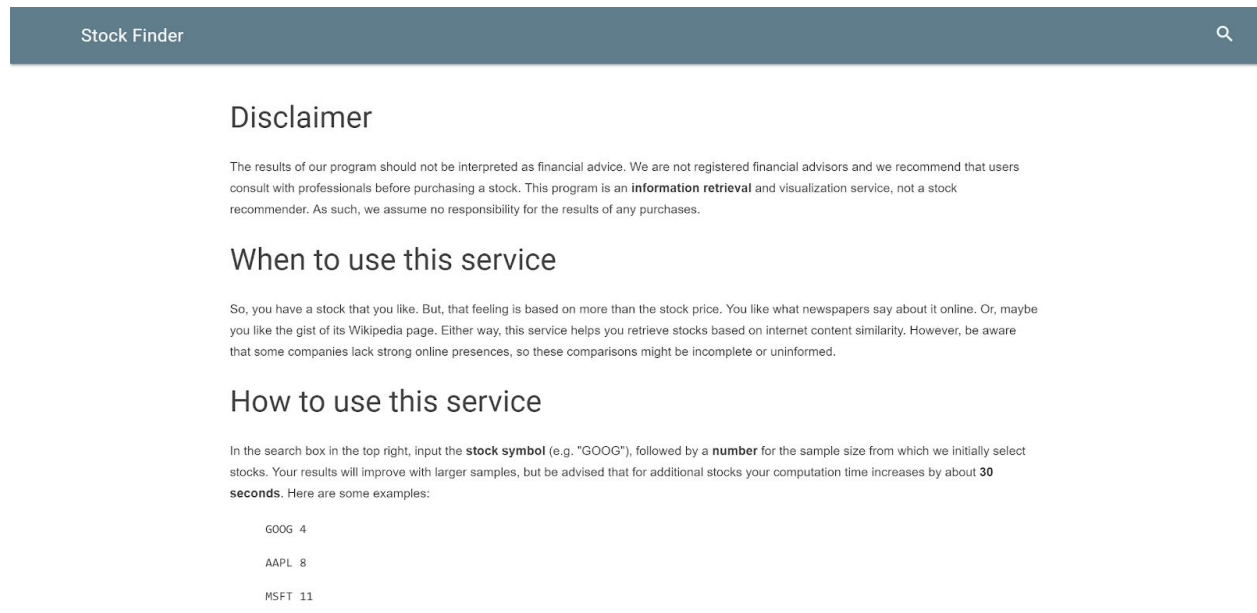 Stock Finder
Disclaimer
The results of our program should not be interpreted as financial advice. We are not registered financial advisors and we recommend that users
consult with professionals before purchasing a stock. This program is an information retrieval and visualization service, not a stock
recommender. As such, we assume no responsibility for the results of any purchases.
When to use this service
So, you have a stock that you like. But, that feeling is based on more than the stock price. You like what newspapers say about it online. Or, maybe
you like the gist of its Wikipedia page. Either way, this service helps you retrieve stocks based on internet content similarity. However, be aware
that some companies lack strong online presences, so these comparisons might be incomplete or uninformed.
How to use this service
In the search box in the top right, input the stock symbol (e.g. "GOOG"), followed by a number for the sample size from which we initially select
stocks. Your results will improve with larger samples, but be advised that for additional stocks your computation time increases by about 30
seconds. Here are some examples:
GOOG 4
AAPL 8
MSFT 11